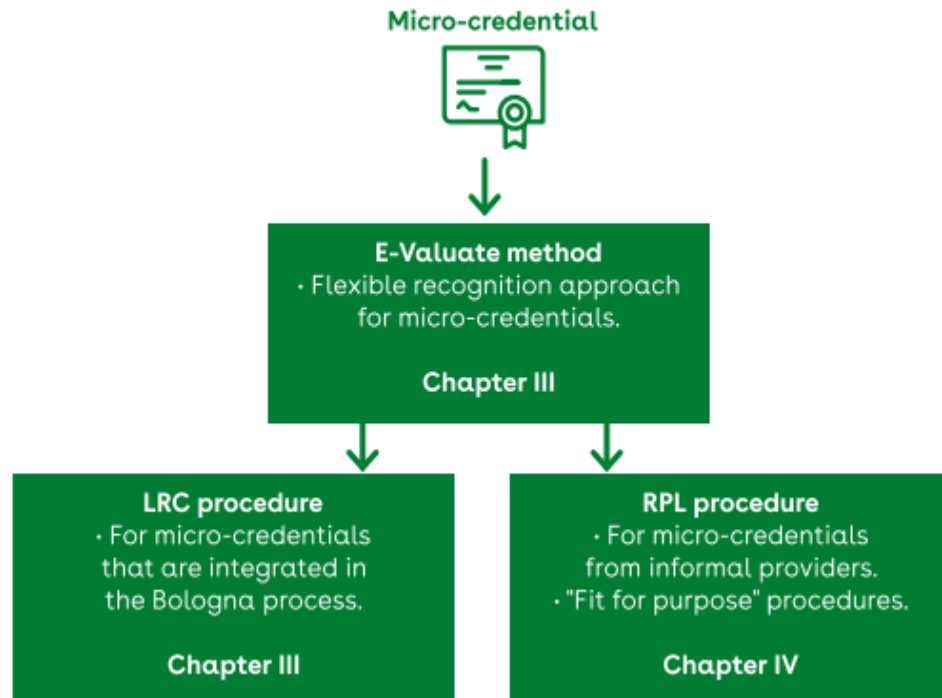 Micro-credential
E-Valuate method
• Flexible recognition approach
for micro-credentials.
Chapter III
LRC procedure
• For micro-credentials
that are integrated in
the Bologna process.
Chapter III
RPL procedure
• For micro-credentials
from informal providers.
• "Fit for purpose" procedures.
Chapter IV